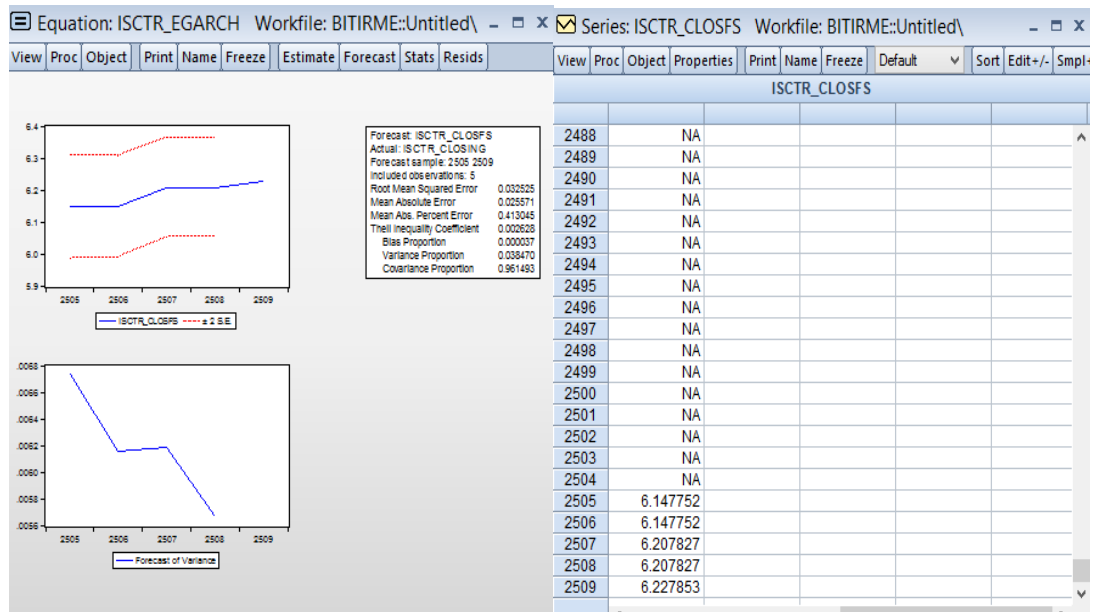 Equation: ISCTR_EGARCH Workfile: BITIRME::Untitled\
View Proc Object Print Name Freeze Estimate Forecast Stats Resids
6.4
6.3
6.2
6.1
6.0
5.9
2505 2506 2507 2508 2509
ISCTR_CLOSFS ± 2 S.E.
Forecast: ISCTR_CLOSFS
Actual: ISCTR_CLOSING
Forecast sample: 2505 2509
Included observations: 5
Root Mean Squared Error 0.032525
Mean Absolute Error 0.025571
Mean Abs. Percent Error 0.413045
Theil Inequality Coefficient 0.002628
Bias Proportion 0.000037
Variance Proportion 0.038470
Covariance Proportion 0.961493
.0068
.0066
.0064
.0062
.0060
.0058
.0056
2505 2506 2507 2508 2509
Forecast of Variance
Series: ISCTR_CLOSFS Workfile: BITIRME::Untitled\
View Proc Object Properties Print Name Freeze Default Sort Edit+/- Smpl+
ISCTR_CLOSFS
2488 NA
2489 NA
2490 NA
2491 NA
2492 NA
2493 NA
2494 NA
2495 NA
2496 NA
2497 NA
2498 NA
2499 NA
2500 NA
2501 NA
2502 NA
2503 NA
2504 NA
2505 6.147752
2506 6.147752
2507 6.207827
2508 6.207827
2509 6.227853